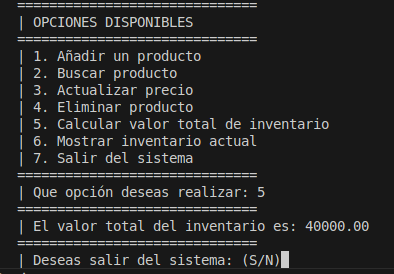 ==============================
| OPCIONES DISPONIBLES
==============================
| 1. Añadir un producto
| 2. Buscar producto
| 3. Actualizar precio
| 4. Eliminar producto
| 5. Calcular valor total de inventario
| 6. Mostrar inventario actual
| 7. Salir del sistema
==============================
| Que opción deseas realizar: 5
==============================
| El valor total del inventario es: 40000.00
==============================
| Deseas salir del sistema: (S/N)